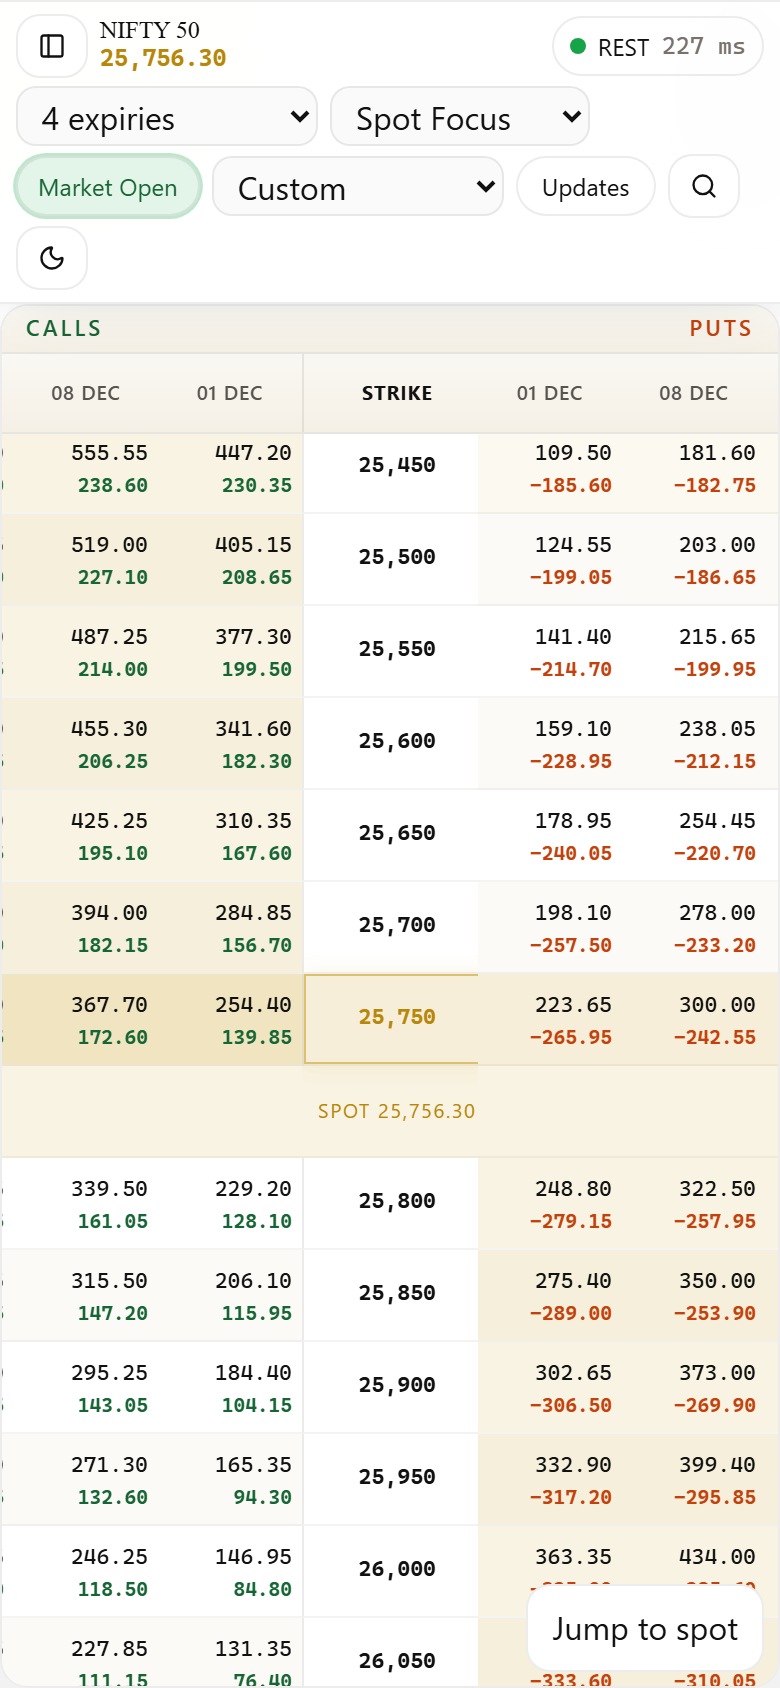 NIFTY 50
25,756.30
REST 227 ms
4 expiries
Spot Focus
Market Open
Custom
Updates
CALLS PUTS
08 DEC 01 DEC STRIKE 01 DEC 08 DEC
555.55 447.20 25,450 109.50 181.60
238.60 230.35 −185.60 −182.75
519.00 405.15 25,500 124.55 203.00
227.10 208.65 −199.05 −186.65
487.25 377.30 25,550 141.40 215.65
214.00 199.50 −214.70 −199.95
455.30 341.60 25,600 159.10 238.05
206.25 182.30 −228.95 −212.15
425.25 310.35 25,650 178.95 254.45
195.10 167.60 −240.05 −220.70
394.00 284.85 25,700 198.10 278.00
182.15 156.70 −257.50 −233.20
367.70 254.40 25,750 223.65 300.00
172.60 139.85 −265.95 −242.55
SPOT 25,756.30
339.50 229.20 25,800 248.80 322.50
161.05 128.10 −279.15 −257.95
315.50 206.10 25,850 275.40 350.00
147.20 115.95 −289.00 −253.90
295.25 184.40 25,900 302.65 373.00
143.05 104.15 −306.50 −269.90
271.30 165.35 25,950 332.90 399.40
132.60 94.30 −317.20 −295.85
246.25 146.95 26,000 363.35 434.00
118.50 84.80
227.85 131.35 26,050
111.15 76.40 −333.60 −310.05
Jump to spot